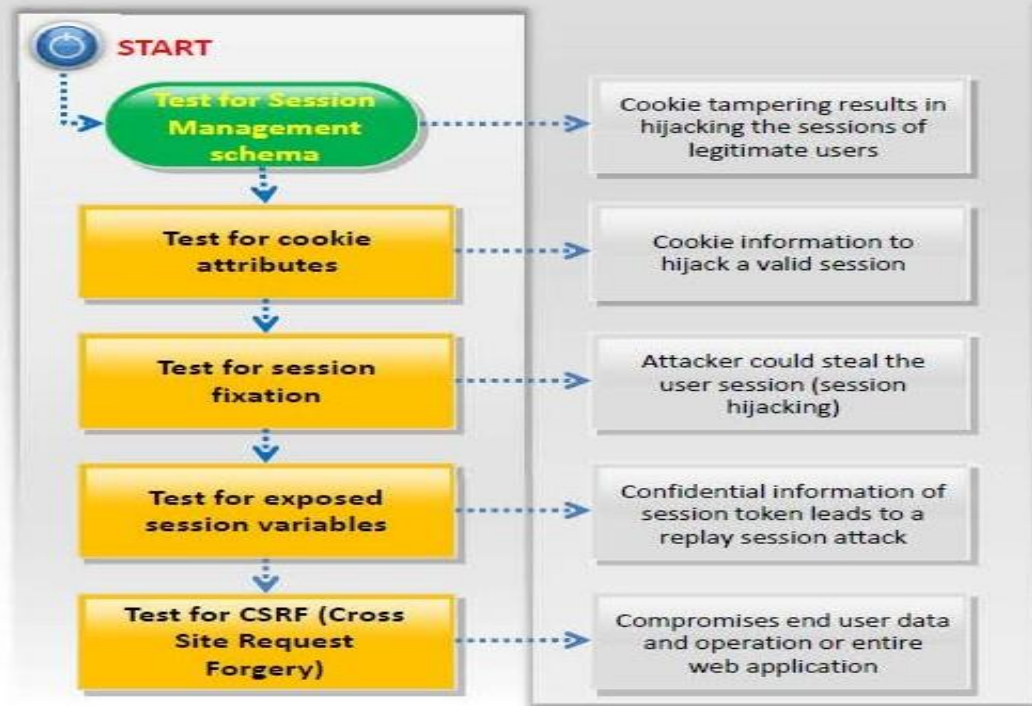 START
Test for Session
Management
schema
Cookie tampering results in
hijacking the sessions of
legitimate users
Test for cookie
attributes
Cookie information to
hijack a valid session
Test for session
fixation
Attacker could steal the
user session (session
hijacking)
Test for exposed
session variables
Confidential information of
session token leads to a
replay session attack
Test for CSRF (Cross
Site Request
Forgery)
Compromises end user data
and operation or entire
web application